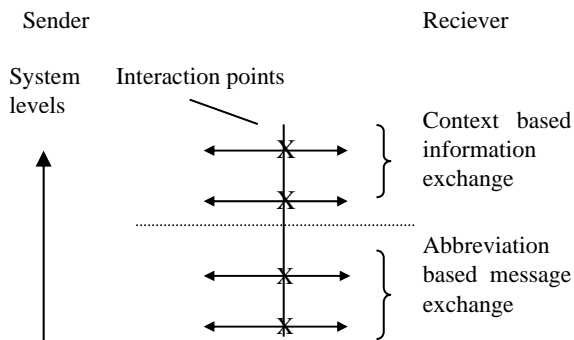 Sender
Reciever
System
levels
Interaction points
Context based
information
exchange
X
X
Abbreviation
based message
exchange
X
X